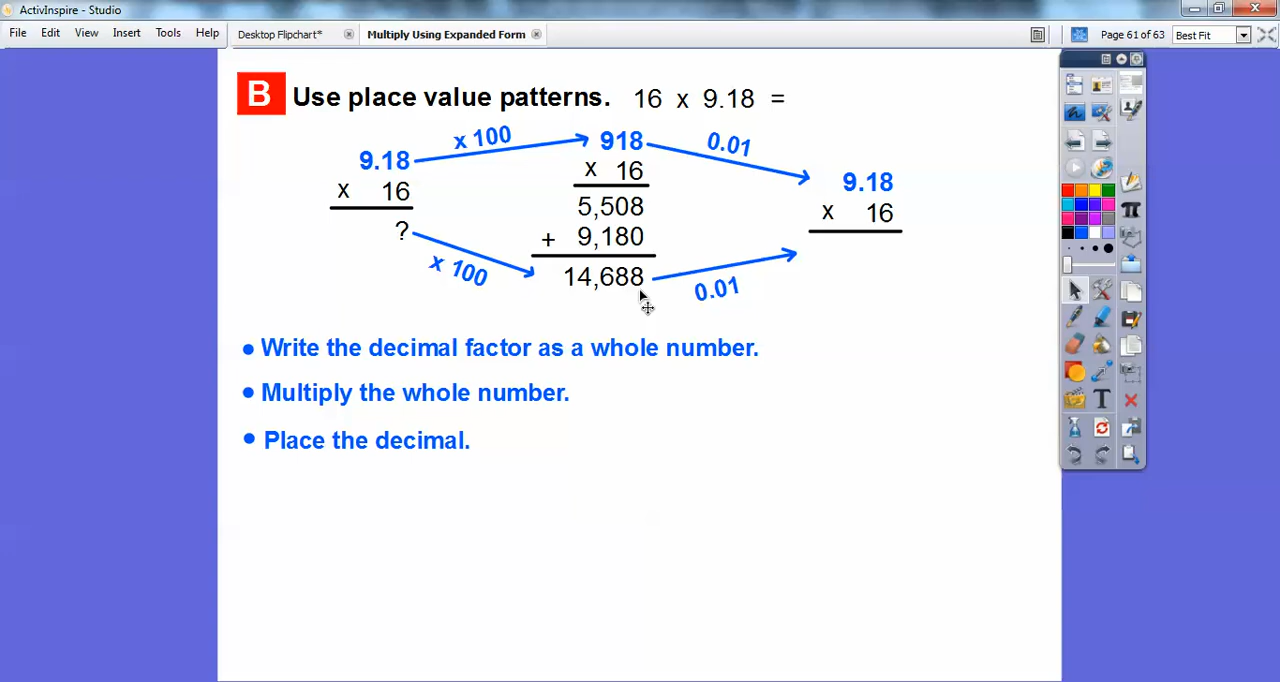 ActivInspire - Studio
File Edit View Insert Tools Help
Desktop Flipchart*
Multiply Using Expanded Form
Page 61 of 63
Best Fit
B Use place value patterns. 16 x 9.18 =
9.18
x 16
?
x 100
x 100
918
x 16
5,508
+ 9,180
14,688
0.01
0.01
9.18
x 16
• Write the decimal factor as a whole number.
• Multiply the whole number.
• Place the decimal.